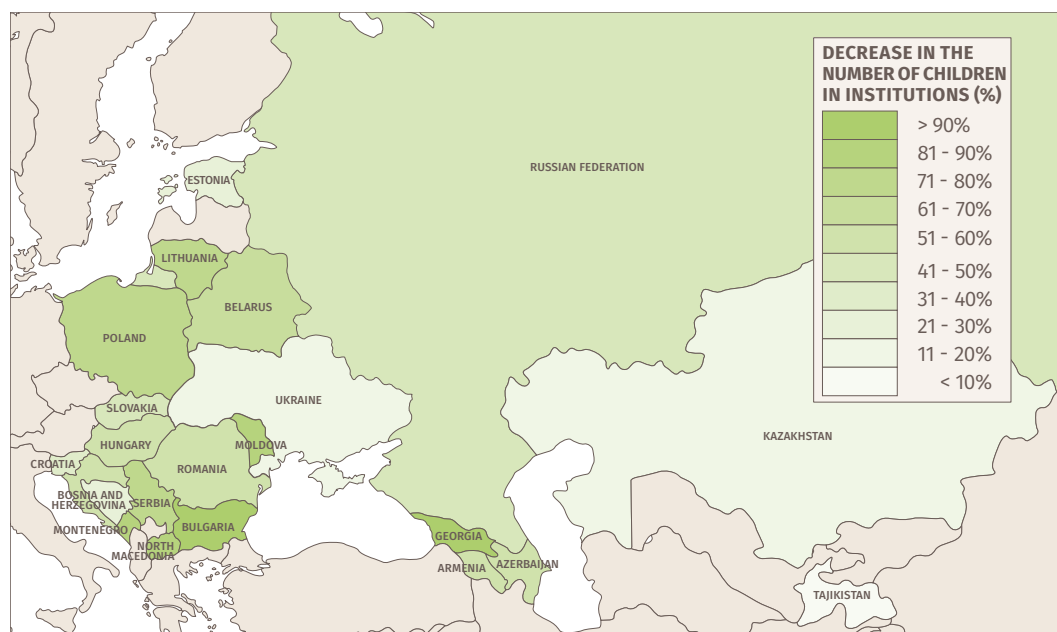 DECREASE IN THE
NUMBER OF CHILDREN
IN INSTITUTIONS (%)
> 90%
81 - 90%
71 - 80%
61 - 70%
51 - 60%
41 - 50%
31 - 40%
21 - 30%
11 - 20%
< 10%
RUSSIAN FEDERATION
ESTONIA
LITHUANIA
BELARUS
POLAND
UKRAINE
SLOVAKIA
KAZAKHSTAN
HUNGARY
MOLDOVA
CROATIA
ROMANIA
BOSNIA AND
HERZEGOVINA
SERBIA
MONTENEGRO
BULGARIA
NORTH
MACEDONIA
GEORGIA
ARMENIA
AZERBAIJAN
TAJIKISTAN